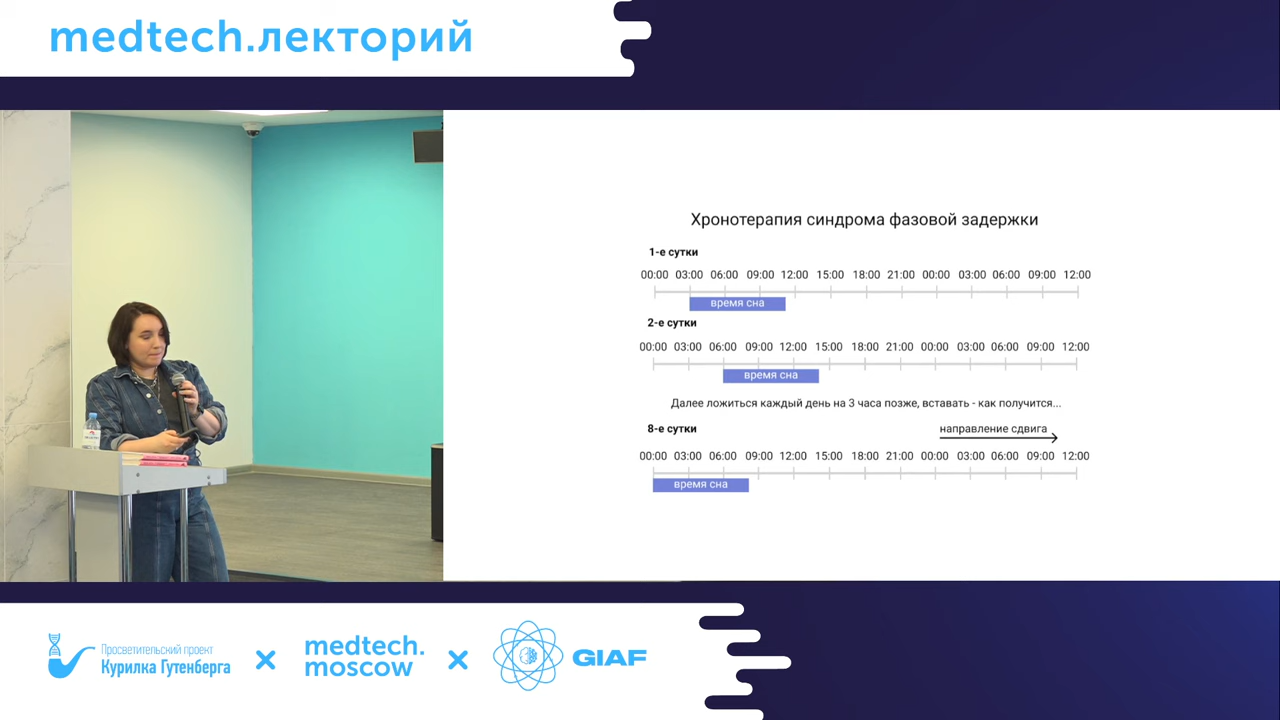 medtech.лекторий
Хронотерапия синдрома фазовой задержки
1-е сутки
00:00 03:00 06:00 09:00 12:00 15:00 18:00 21:00 00:00 03:00 06:00 09:00 12:00
время сна
2-е сутки
00:00 03:00 06:00 09:00 12:00 15:00 18:00 21:00 00:00 03:00 06:00 09:00 12:00
время сна
Далее ложиться каждый день на 3 часа позже, вставать - как получится...
8-е сутки
направление сдвига
00:00 03:00 06:00 09:00 12:00 15:00 18:00 21:00 00:00 03:00 06:00 09:00 12:00
время сна
Просветительский проект
Курилка Гутенберга
medtech.
moscow
GIAF